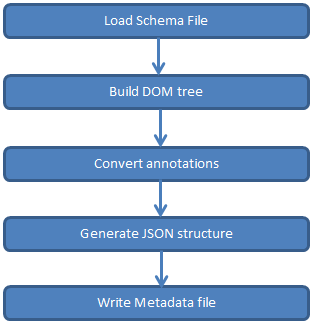 Load Schema File
Build DOM tree
Convert annotations
Generate JSON structure
Write Metadata file